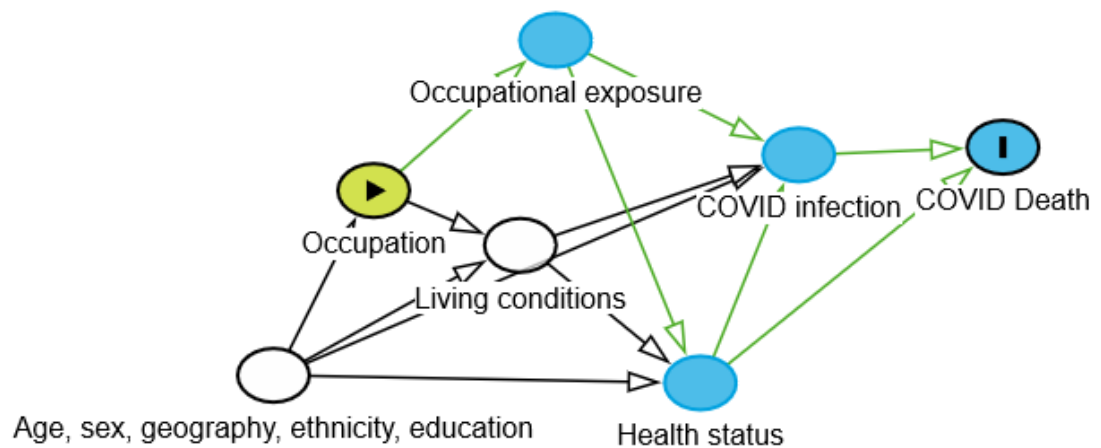 Occupational exposure
COVID infection
COVID Death
Occupation
Living conditions
Age, sex, geography, ethnicity, education
Health status